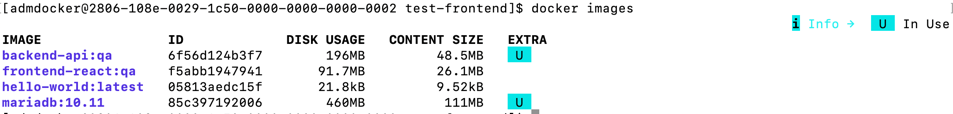 [[admdocker@2806-108e-0029-1c50-0000-0000-0000-0002 test-frontend]$ docker images ]
i Info → U In Use
IMAGE ID DISK USAGE CONTENT SIZE EXTRA
backend-api:qa 6f56d124b3f7 196MB 48.5MB U
frontend-react:qa f5abb1947941 91.7MB 26.1MB
hello-world:latest 05813aedc15f 21.8kB 9.52kB
mariadb:10.11 85c397192006 460MB 111MB U